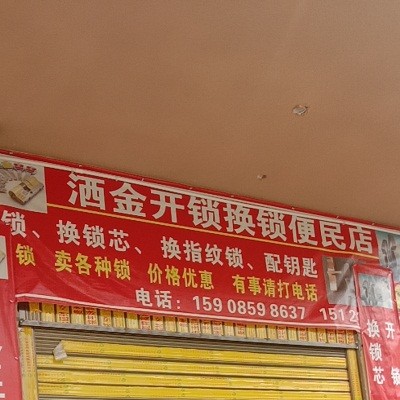 洒金开锁换锁便民店
锁、换锁芯、换指纹锁、配钥匙
锁 卖各种锁 价格优惠 有事请打电话
电话：159 0859 8637 151 2
开
换锁芯